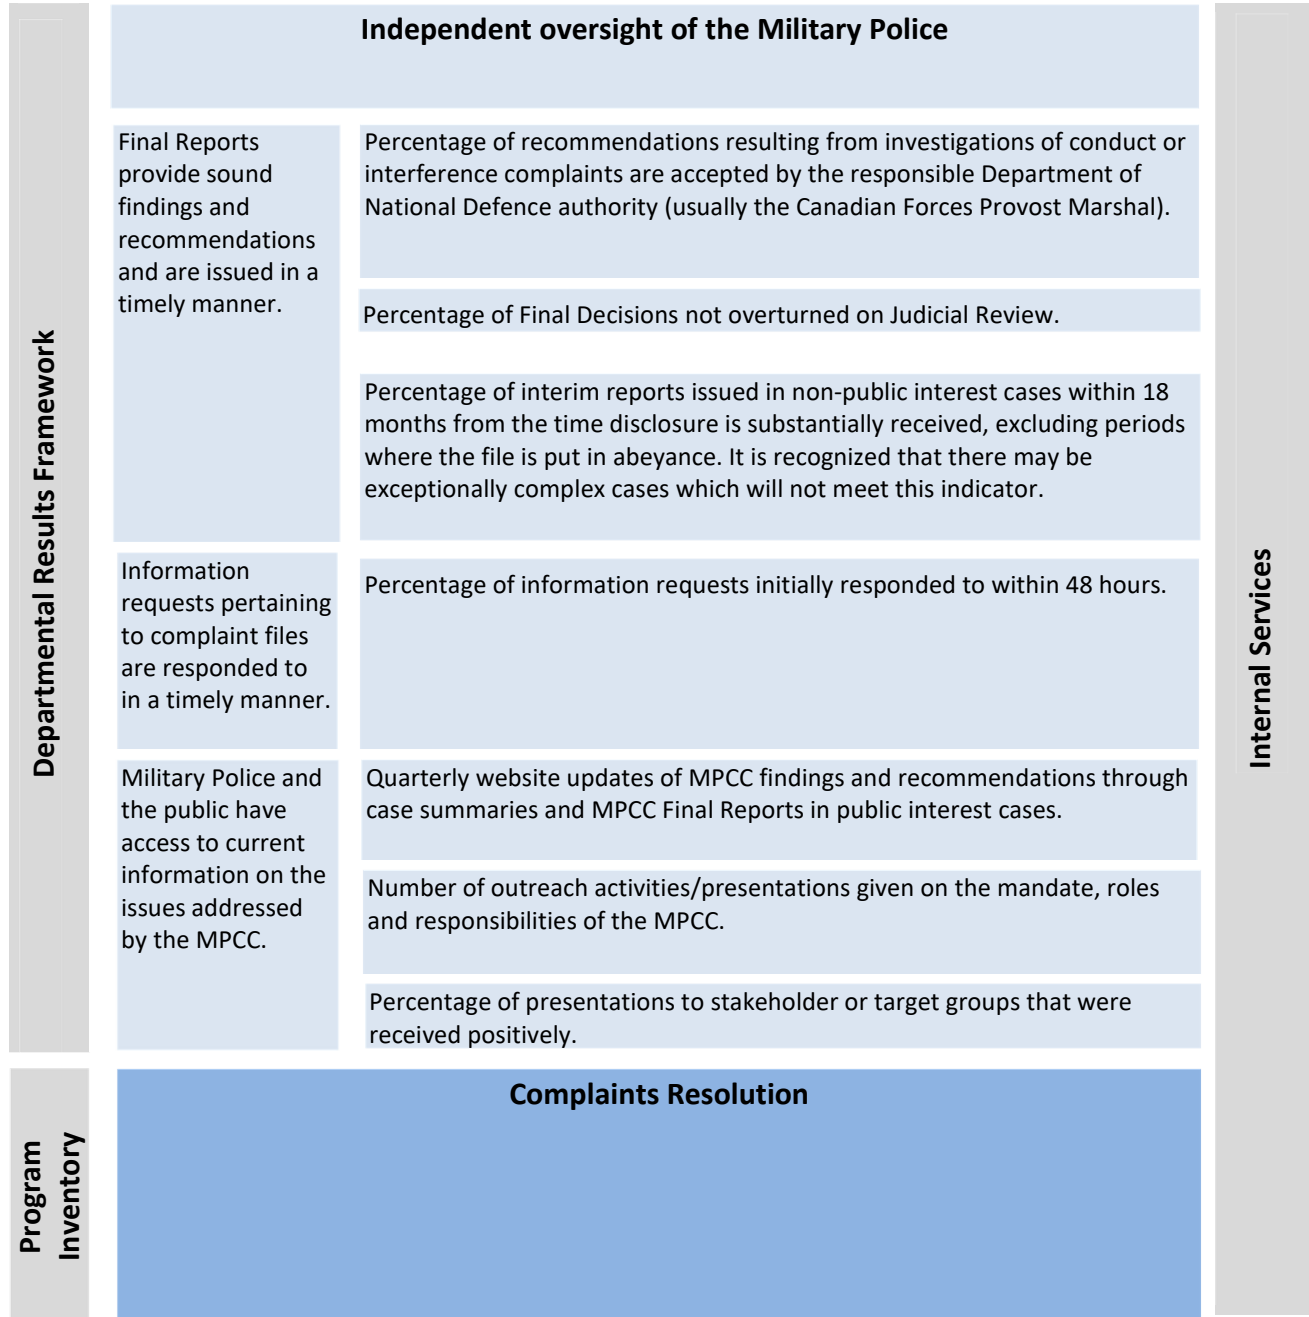 Independent oversight of the Military Police
Departmental Results Framework
Final Reports
provide sound
findings and
recommendations
and are issued in a
timely manner.
Percentage of recommendations resulting from investigations of conduct or
interference complaints are accepted by the responsible Department of
National Defence authority (usually the Canadian Forces Provost Marshal).
Percentage of Final Decisions not overturned on Judicial Review.
Percentage of interim reports issued in non-public interest cases within 18
months from the time disclosure is substantially received, excluding periods
where the file is put in abeyance. It is recognized that there may be
exceptionally complex cases which will not meet this indicator.
Information
requests pertaining
to complaint files
are responded to
in a timely manner.
Percentage of information requests initially responded to within 48 hours.
Military Police and
the public have
access to current
information on the
issues addressed
by the MPCC.
Quarterly website updates of MPCC findings and recommendations through
case summaries and MPCC Final Reports in public interest cases.
Number of outreach activities/presentations given on the mandate, roles
and responsibilities of the MPCC.
Percentage of presentations to stakeholder or target groups that were
received positively.
Internal Services
Program
Inventory
Complaints Resolution